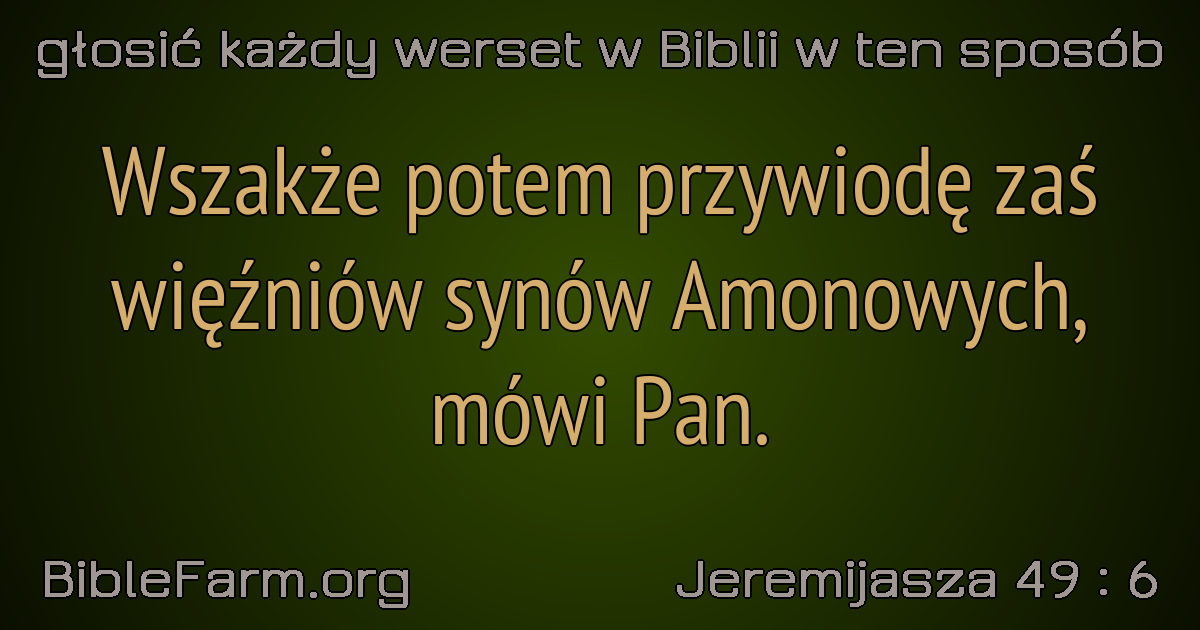 głosić każdy werset w Biblii w ten sposób
Wszakże potem przywiodę zaś
więźniów synów Amonowych,
mówi Pan.
BibleFarm.org
Jeremijasza 49 : 6